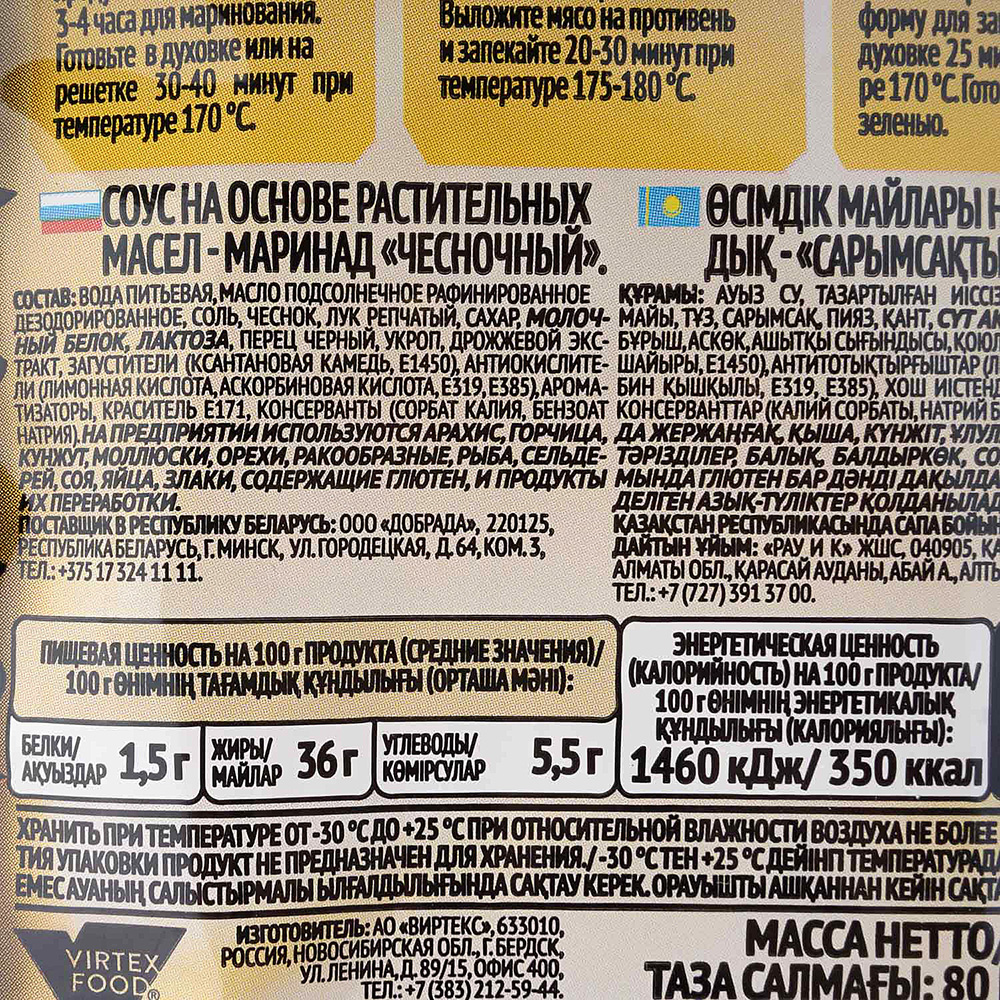 3-4 часа для маринования.
Готовьте в духовке или на
решетке 30-40 минут при
температуре 170 °С.
Выложите мясо на противень
и запекайте 20-30 минут при
температуре 175-180 °С.
форму для за
духовке 25 ми
ре 170 °С. Гото
зеленью.
СОУС НА ОСНОВЕ РАСТИТЕЛЬНЫХ
МАСЕЛ - МАРИНАД «ЧЕСНОЧНЫЙ».
СОСТАВ: ВОДА ПИТЬЕВАЯ, МАСЛО ПОДСОЛНЕЧНОЕ РАФИНИРОВАННОЕ
ДЕЗОДОРИРОВАННОЕ, СОЛЬ, ЧЕСНОК, ЛУК РЕПЧАТЫЙ, САХАР, МОЛОЧ-
НЫЙ БЕЛОК, ЛАКТОЗА, ПЕРЕЦ ЧЕРНЫЙ, УКРОП, ДРОЖЖЕВОЙ ЭКС-
ТРАКТ, ЗАГУСТИТЕЛИ (КСАНТАНОВАЯ КАМЕДЬ, Е1450), АНТИОКИСЛИТЕ-
ЛИ (ЛИМОННАЯ КИСЛОТА, АСКОРБИНОВАЯ КИСЛОТА, Е319, Е385), АРОМА-
ТИЗАТОРЫ, КРАСИТЕЛЬ Е171, КОНСЕРВАНТЫ (СОРБАТ КАЛИЯ, БЕНЗОАТ
НАТРИЯ). НА ПРЕДПРИЯТИИ ИСПОЛЬЗУЮТСЯ АРАХИС, ГОРЧИЦА,
КУНЖУТ, МОЛЛЮСКИ, ОРЕХИ, РАКООБРАЗНЫЕ, РЫБА, СЕЛЬДЕ-
РЕЙ, СОЯ, ЯЙЦА, ЗЛАКИ, СОДЕРЖАЩИЕ ГЛЮТЕН, И ПРОДУКТЫ
ИХ ПЕРЕРАБОТКИ.
ПОСТАВЩИК В РЕСПУБЛИКУ БЕЛАРУСЬ: ООО «ДОБРАДА», 220125,
РЕСПУБЛИКА БЕЛАРУСЬ, Г. МИНСК, УЛ. ГОРОДЕЦКАЯ, Д. 64, КОМ. 3,
ТЕЛ.: +375 17 324 11 11.
ӨСІМДІК МАЙЛАРЫ Н
ДЫҚ - «САРЫМСАҚТЫ
ҚҰРАМЫ: АУЫЗ СУ, ТАЗАРТЫЛҒАН ИІССІЗ
МАЙЫ, ТҰЗ, САРЫМСАҚ, ПИЯЗ, ҚАНТ, СҮТ АҚ
БҰРЫШ, АСКӨК, АШЫТҚЫ СЫҒЫНДЫСЫ, ҚОЮЛ
ШАЙЫРЫ, Е1450), АНТИТОТЫҚТЫРҒЫШТАР (Л
БИН ҚЫШҚЫЛЫ, Е319, Е385), ХОШ ИІСТЕН
КОНСЕРВАНТТАР (КАЛИЙ СОРБАТЫ, НАТРИЙ Б
ДА ЖЕРЖАҢҒАҚ, ҚЫША, КҮНЖІТ, ҰЛУЛ
ТӘРІЗДІЛЕР, БАЛЫҚ, БАЛДЫРКӨК, СО
МЫНДА ГЛЮТЕН БАР ДӘНДІ ДАҚЫЛДА
ДЕЛГЕН АЗЫҚ-ТҮЛІКТЕР ҚОЛДАНЫЛАД
ҚАЗАҚСТАН РЕСПУБЛИКАСЫНДА САПА БОЙЫН
ДАЙТЫН ҰЙЫМ: «РАУ И К» ЖШС, 040905, ҚА
АЛМАТЫ ОБЛ., ҚАРАСАЙ АУДАНЫ, АБАЙ А., АЛТЫ
ТЕЛ.: +7 (727) 391 37 00.
ПИЩЕВАЯ ЦЕННОСТЬ НА 100 г ПРОДУКТА (СРЕДНИЕ ЗНАЧЕНИЯ)/
100 г ӨНІМНІҢ ТАҒАМДЫҚ ҚҰНДЫЛЫҒЫ (ОРТАША МӘНІ):
БЕЛКИ/
АҚУЫЗДАР 1,5 г
ЖИРЫ/
МАЙЛАР 36 г
УГЛЕВОДЫ/
КӨМІРСУЛАР 5,5 г
ЭНЕРГЕТИЧЕСКАЯ ЦЕННОСТЬ
(КАЛОРИЙНОСТЬ) НА 100 г ПРОДУКТА/
100 г ӨНІМНІҢ ЭНЕРГЕТИКАЛЫҚ
ҚҰНДЫЛЫҒЫ (КАЛОРИЯЛЫҒЫ):
1460 кДж/ 350 ккал
ХРАНИТЬ ПРИ ТЕМПЕРАТУРЕ ОТ -30 °С ДО +25 °С ПРИ ОТНОСИТЕЛЬНОЙ ВЛАЖНОСТИ ВОЗДУХА НЕ БОЛЕЕ
ТИЯ УПАКОВКИ ПРОДУКТ НЕ ПРЕДНАЗНАЧЕН ДЛЯ ХРАНЕНИЯ./ -30 °С ТЕН +25 °С ДЕЙІНГІ ТЕМПЕРАТУРАДА
ЕМЕС АУАНЫҢ САЛЫСТЫРМАЛЫ ЫЛҒАЛДЫЛЫҒЫНДА САҚТАУ КЕРЕК. ОРАУЫШТЫ АШҚАННАН КЕЙІН САҚТА
VIRTEX
FOOD®
ИЗГОТОВИТЕЛЬ: АО «ВИРТЕКС», 633010,
РОССИЯ, НОВОСИБИРСКАЯ ОБЛ., Г. БЕРДСК,
УЛ. ЛЕНИНА, Д. 89/15, ОФИС 400,
ТЕЛ.: +7 (383) 212-59-44.
МАССА НЕТТО/
ТАЗА САЛМАҒЫ: 80